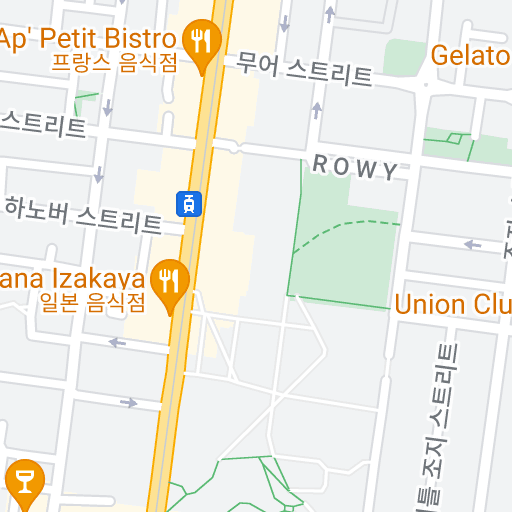 Ap' Petit Bistro
프랑스 음식점
Gelato
무어 스트리트
스트리트
ROWY
하노버 스트리트
ana Izakaya
일본 음식점
Union Clu
틀 조지 스트리트